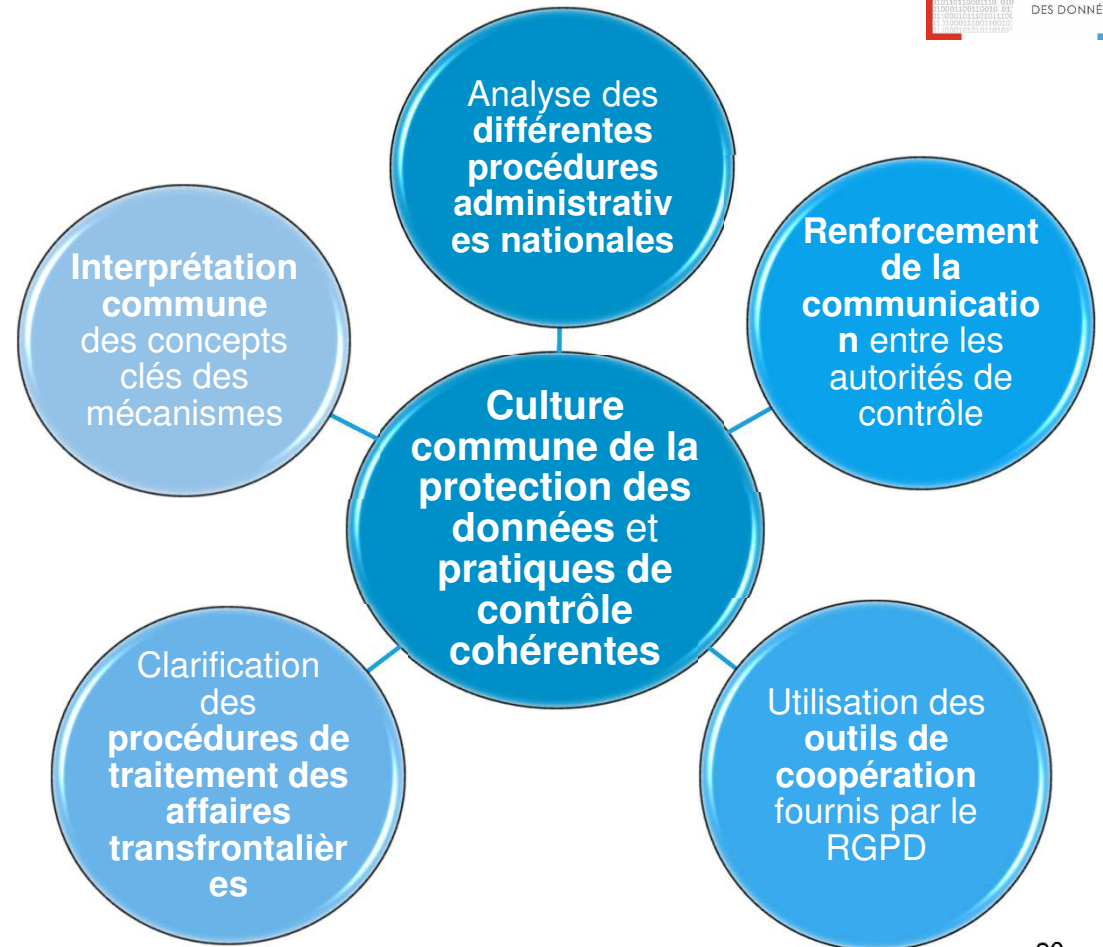 DES DONNÉ
Analyse des
différentes
procédures
administrativ
es nationales
Renforcement
de la
communicatio
n entre les
autorités de
contrôle
Interprétation
commune
des concepts
clés des
mécanismes
Culture
commune de la
protection des
données et
pratiques de
contrôle
cohérentes
Clarification
des
procédures de
traitement des
affaires
transfrontalièr
es
Utilisation des
outils de
coopération
fournis par le
RGPD